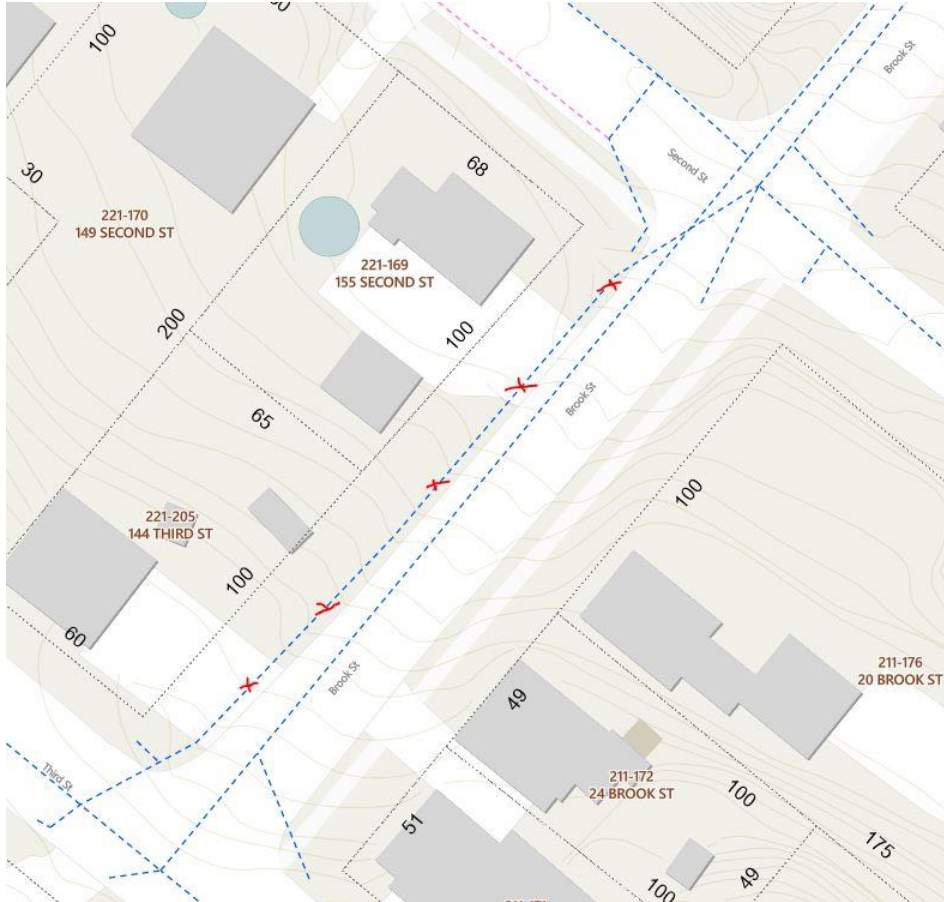 100
50
Brook St
30
68
Second St
221-170
149 SECOND ST
221-169
155 SECOND ST
200
100
Brook St
65
100
221-205
144 THIRD ST
100
60
Brook St
49
211-176
20 BROOK ST
Third St
211-172
24 BROOK ST
100
51
175
100
49